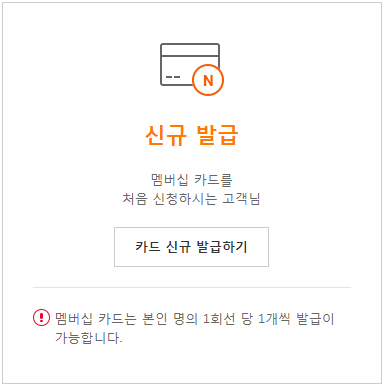 N
신규 발급
멤버십 카드를
처음 신청하시는 고객님
카드 신규 발급하기
멤버십 카드는 본인 명의 1회선 당 1개씩 발급이
가능합니다.